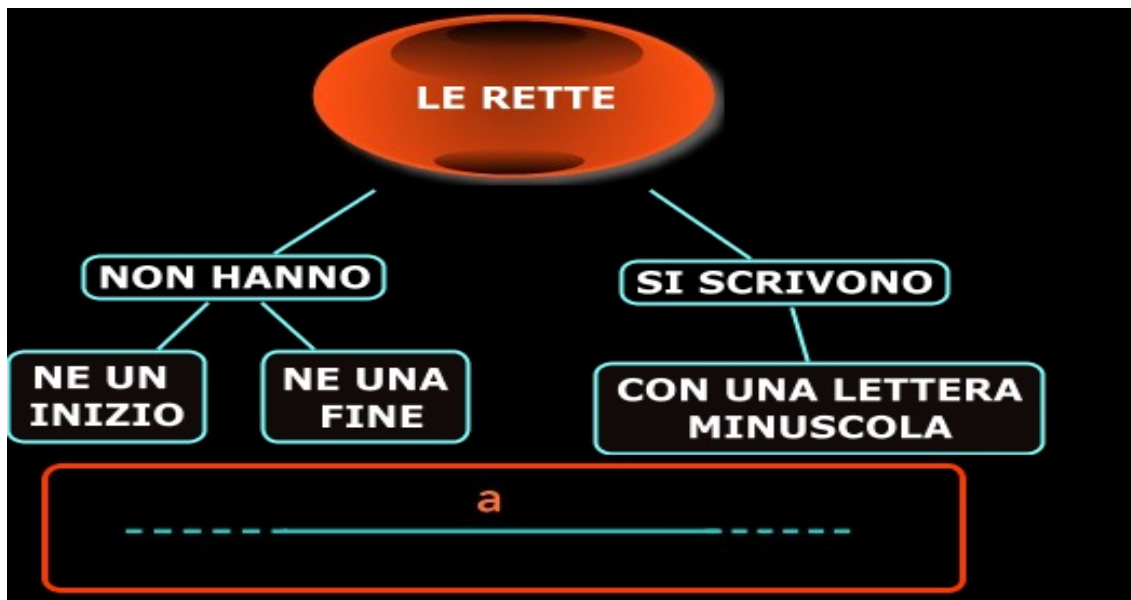 LE RETTE
NON HANNO
SI SCRIVONO
NE UN
INIZIO
NE UNA
FINE
CON UNA LETTERA
MINUSCOLA
a